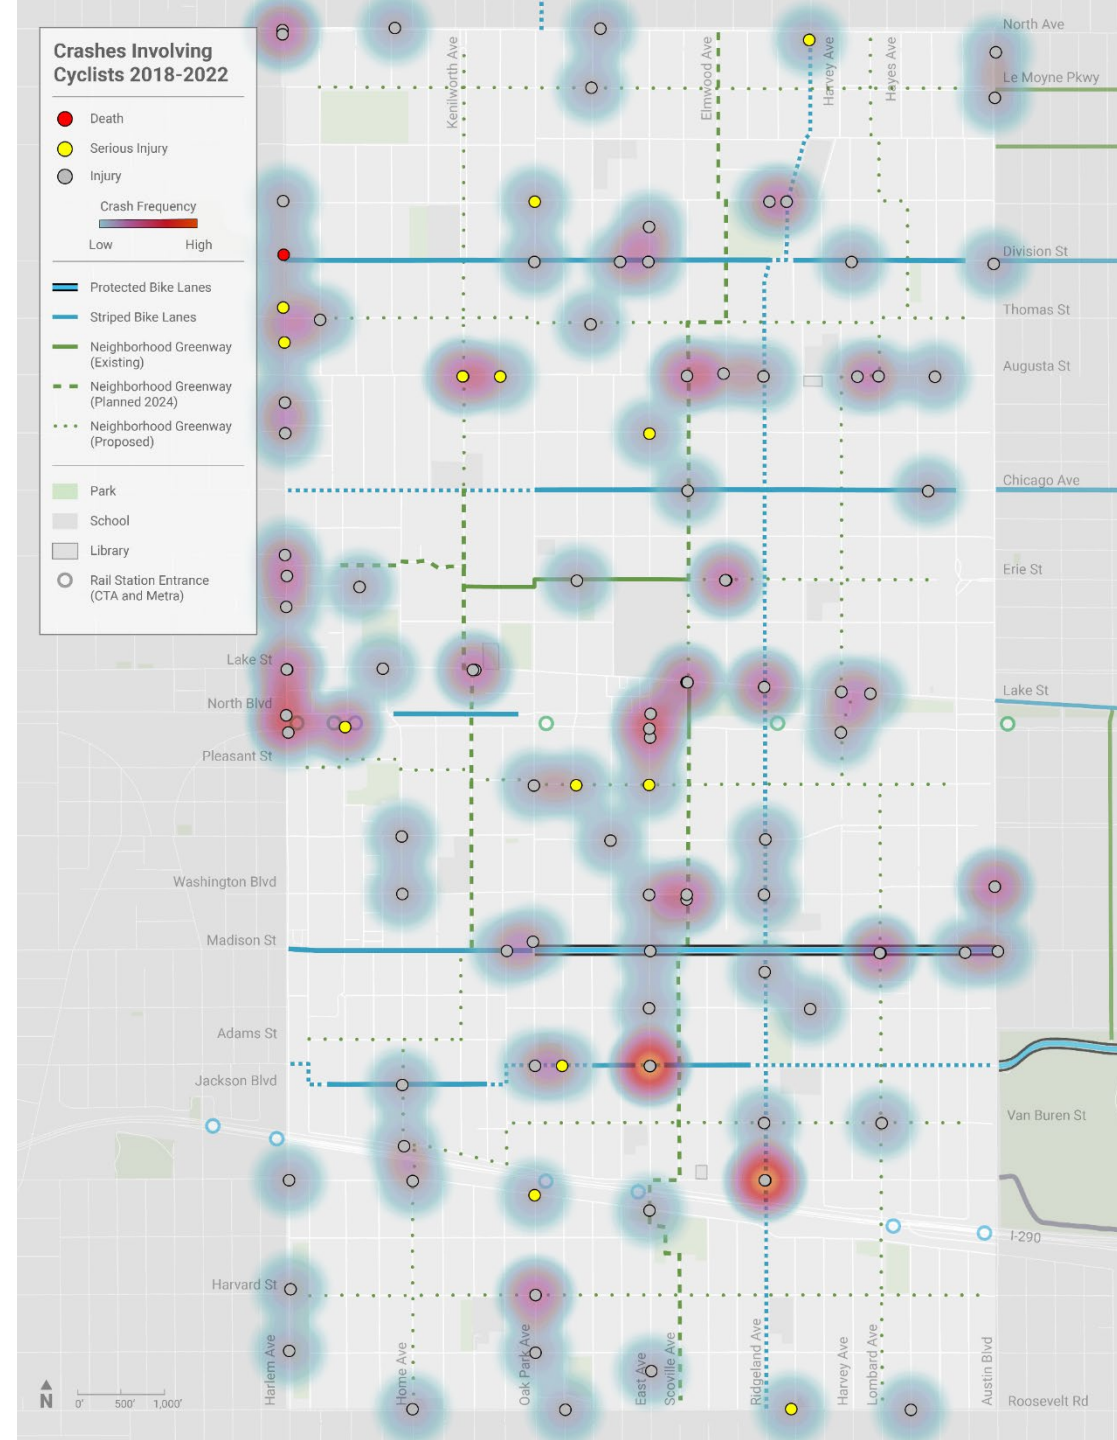 Crashes Involving
Cyclists 2018-2022
Death
Serious Injury
Injury
Crash Frequency
Low High
Protected Bike Lanes
Striped Bike Lanes
Neighborhood Greenway
(Existing)
Neighborhood Greenway
(Planned 2024)
Neighborhood Greenway
(Proposed)
Park
School
Library
Rail Station Entrance
(CTA and Metra)
Kenilworth Ave
Elmwood Ave
Harvey Ave
Hayes Ave
North Ave
Le Moyne Pkwy
Division St
Thomas St
Augusta St
Chicago Ave
Erie St
Lake St
Lake St
North Blvd
Pleasant St
Washington Blvd
Madison St
Adams St
Jackson Blvd
Van Buren St
I-290
Harvard St
Harlem Ave
Home Ave
Oak Park Ave
East Ave
Scoville Ave
Ridgeland Ave
Harvey Ave
Lombard Ave
Austin Blvd
Roosevelt Rd
N
0' 500' 1,000'